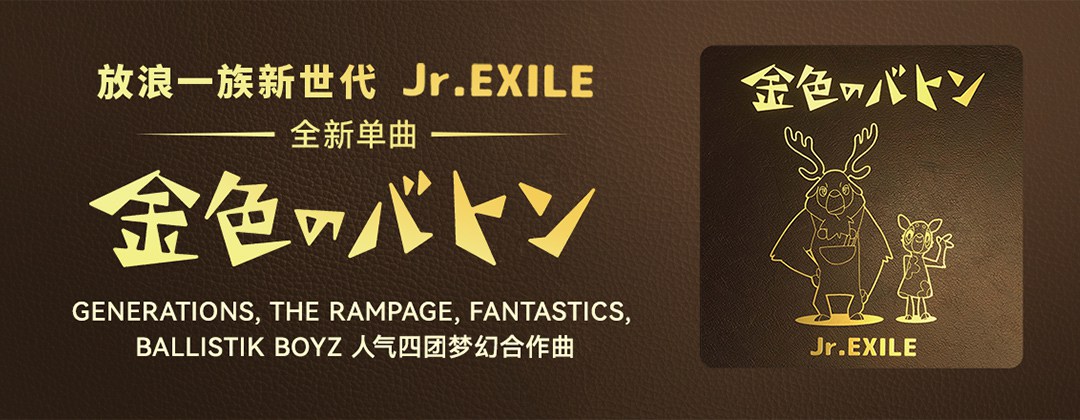 放浪一族新世代 Jr.EXILE
全新单曲
金色のバトン
GENERATIONS, THE RAMPAGE, FANTASTICS,
BALLISTIK BOYZ 人气四团梦幻合作曲
金色のバトン
Jr.EXILE